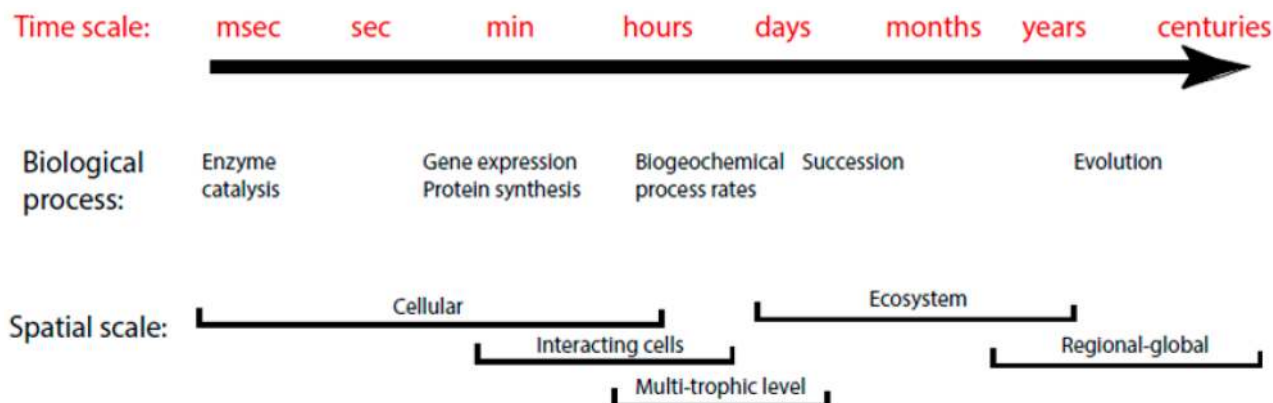 Time scale: msec sec min hours days months years centuries
Biological process:
Enzyme catalysis
Gene expression
Protein synthesis
Biogeochemical process rates
Succession
Evolution
Spatial scale:
Cellular
Ecosystem
Interacting cells
Regional-global
Multi-trophic level